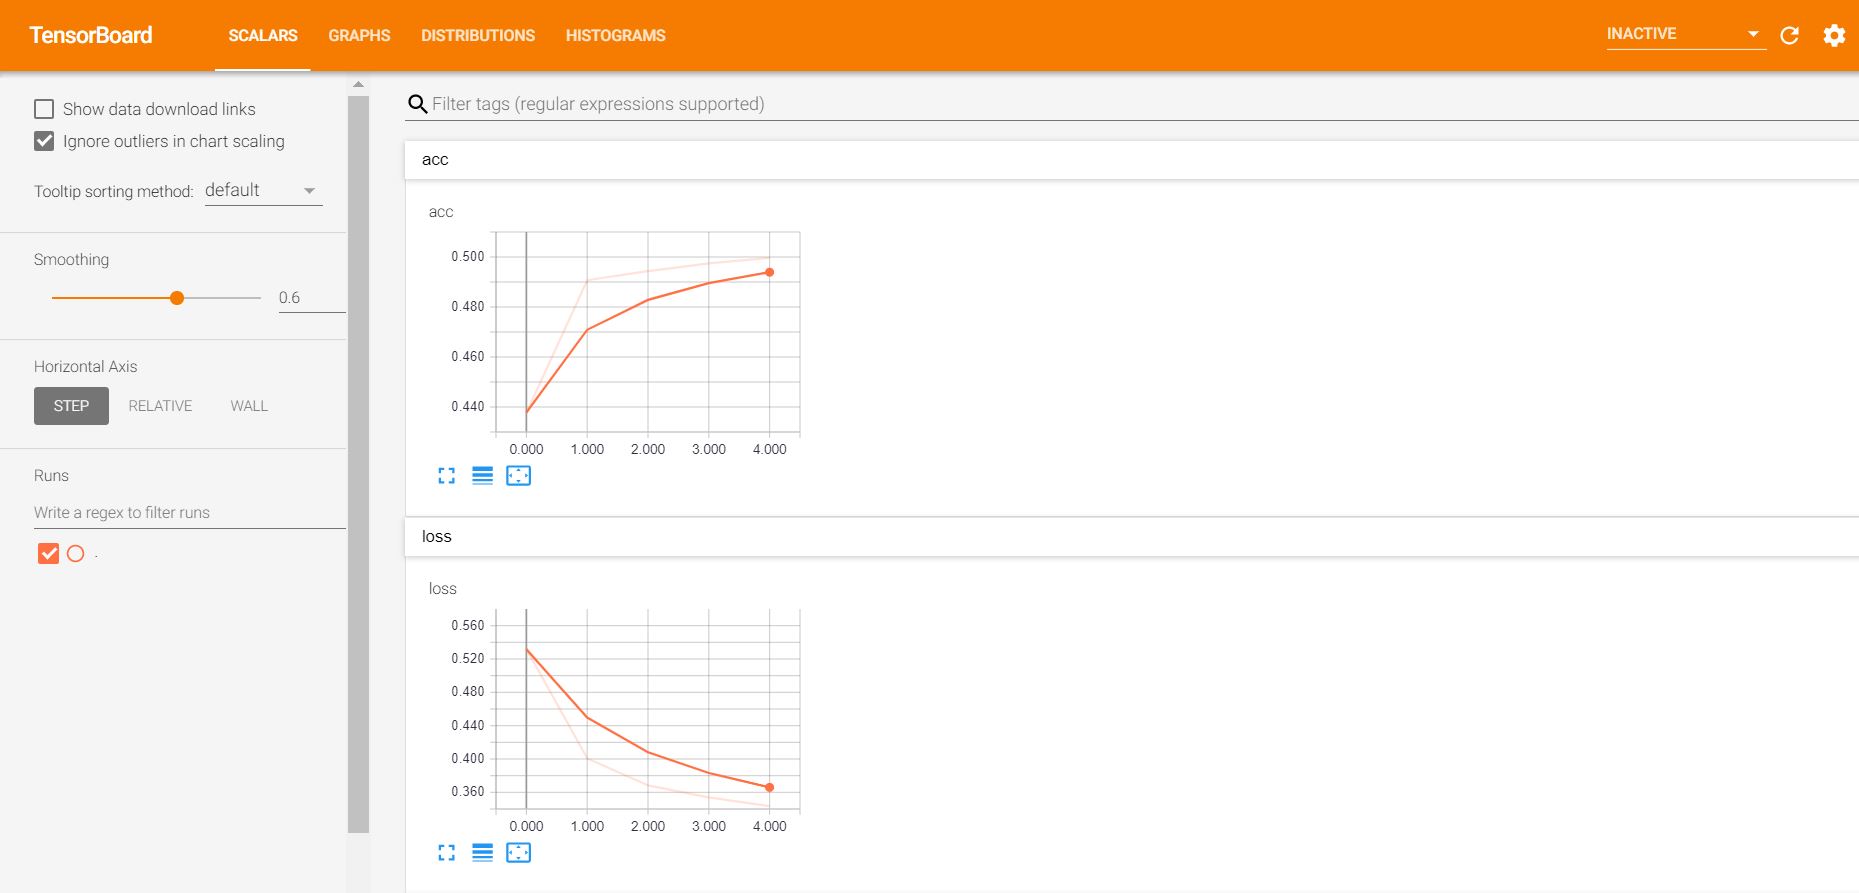 TensorBoard SCALARS GRAPHS DISTRIBUTIONS HISTOGRAMS INACTIVE
Show data download links
Ignore outliers in chart scaling
Tooltip sorting method: default
Smoothing
0.6
Horizontal Axis
STEP RELATIVE WALL
Runs
Write a regex to filter runs
.
Filter tags (regular expressions supported)
acc
acc
0.500
0.480
0.460
0.440
0.000 1.000 2.000 3.000 4.000
loss
loss
0.560
0.520
0.480
0.440
0.400
0.360
0.000 1.000 2.000 3.000 4.000